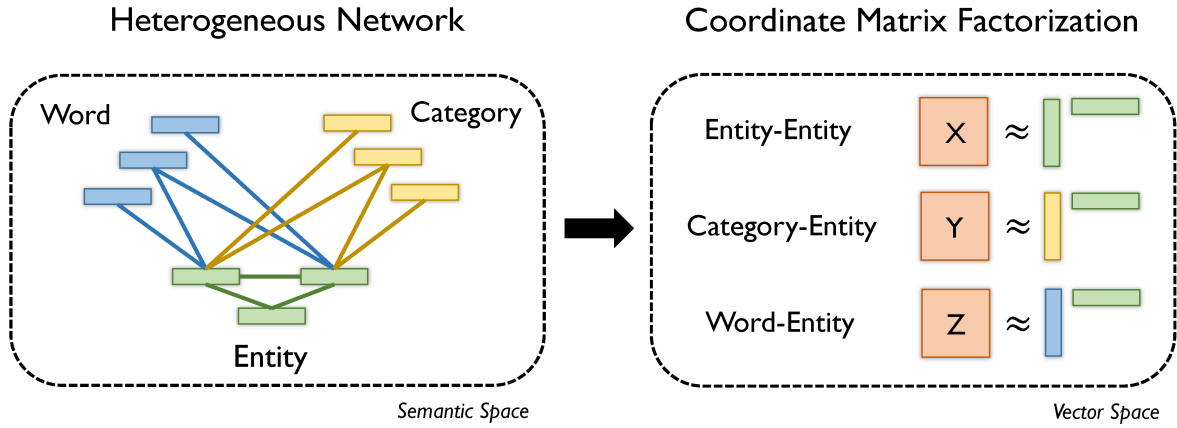 Heterogeneous Network
Coordinate Matrix Factorization
Word
Category
Entity
Semantic Space
Entity-Entity
X
≈
Category-Entity
Y
≈
Word-Entity
Z
≈
Vector Space